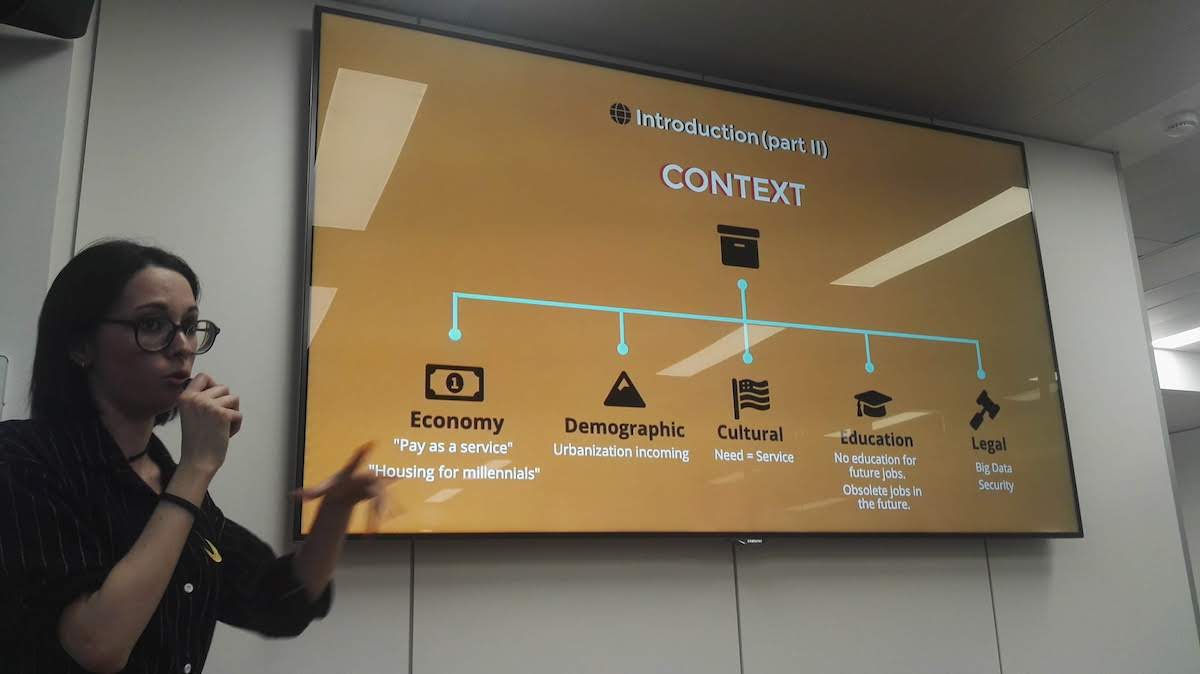 Introduction (part II)
CONTEXT
1
Economy
"Pay as a service"
"Housing for millennials"
Demographic
Urbanization incoming
Cultural
Need = Service
Education
No education for
future jobs.
Obsolete jobs in
the future.
Legal
Big Data
Security